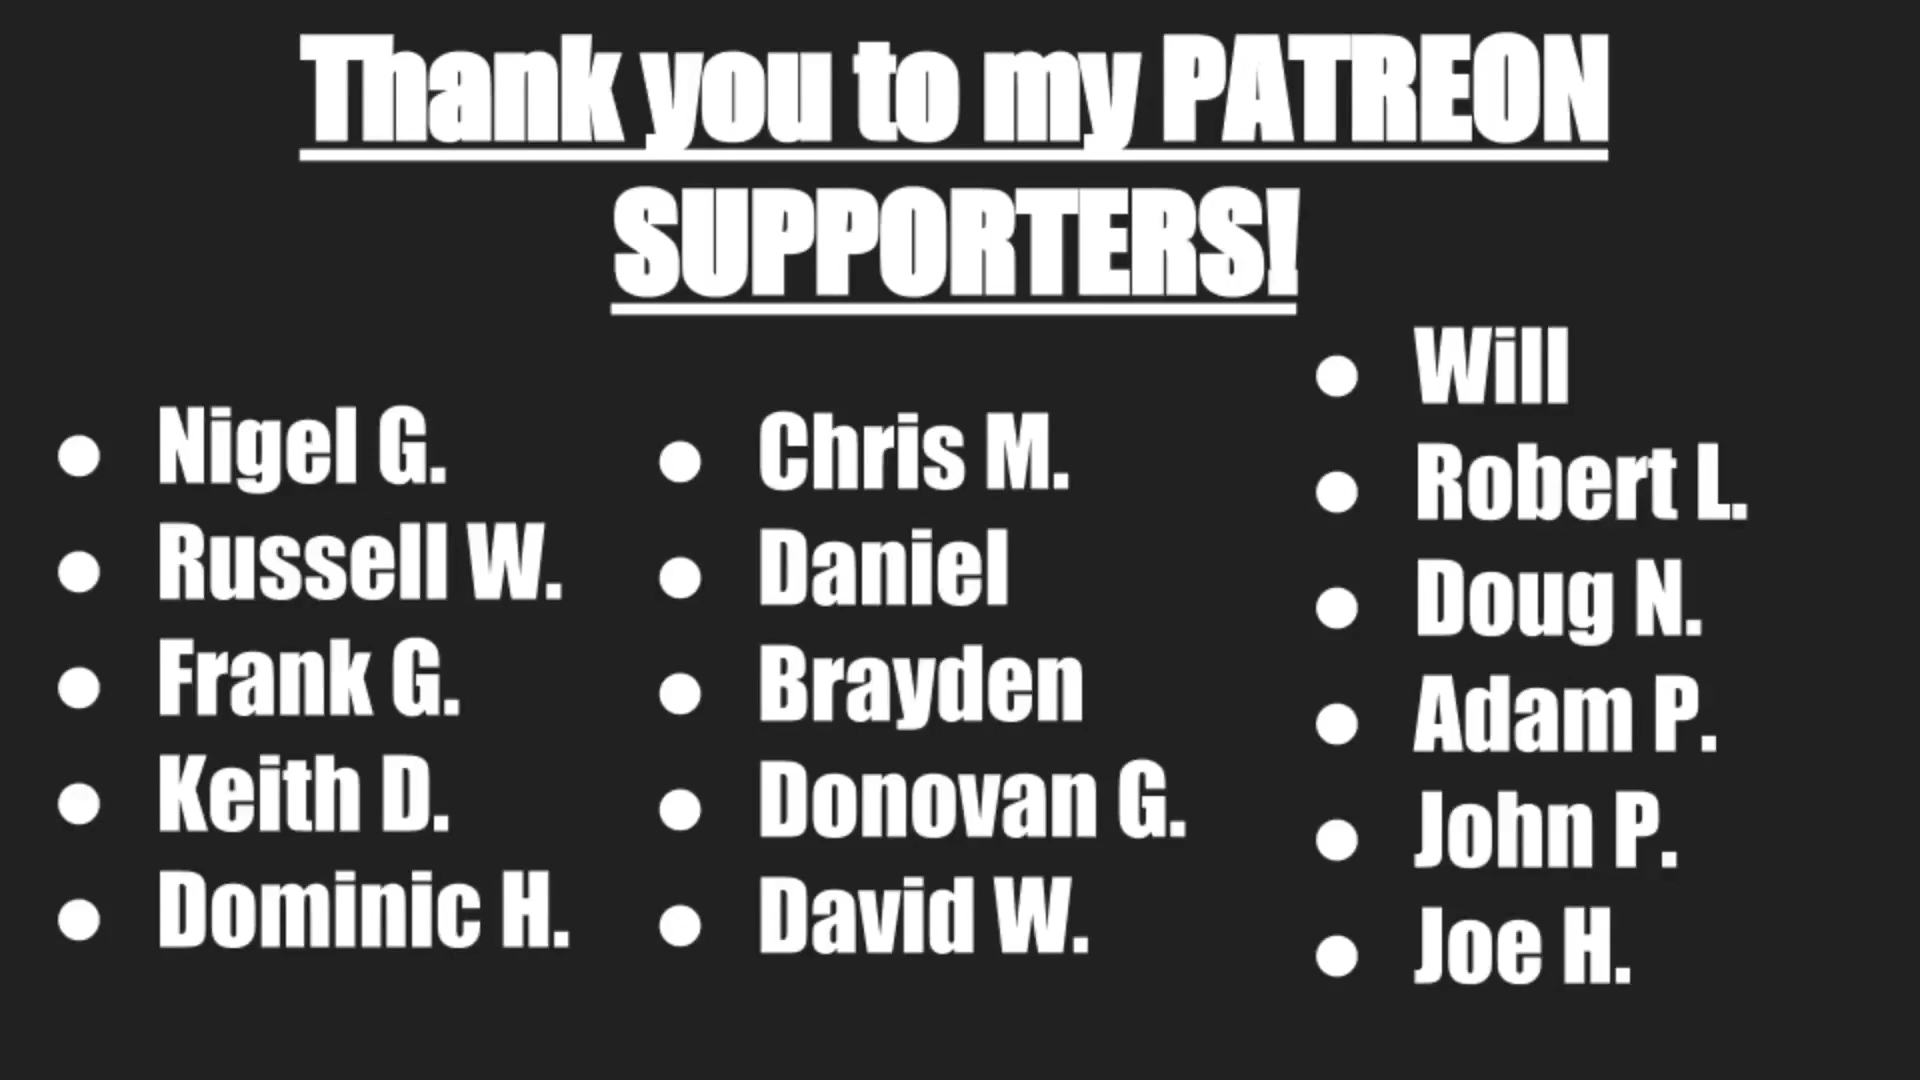 Thank you to my PATREON
SUPPORTERS!
● Nigel G.
● Russell W.
● Frank G.
● Keith D.
● Dominic H.
● Chris M.
● Daniel
● Brayden
● Donovan G.
● David W.
● Will
● Robert L.
● Doug N.
● Adam P.
● John P.
● Joe H.